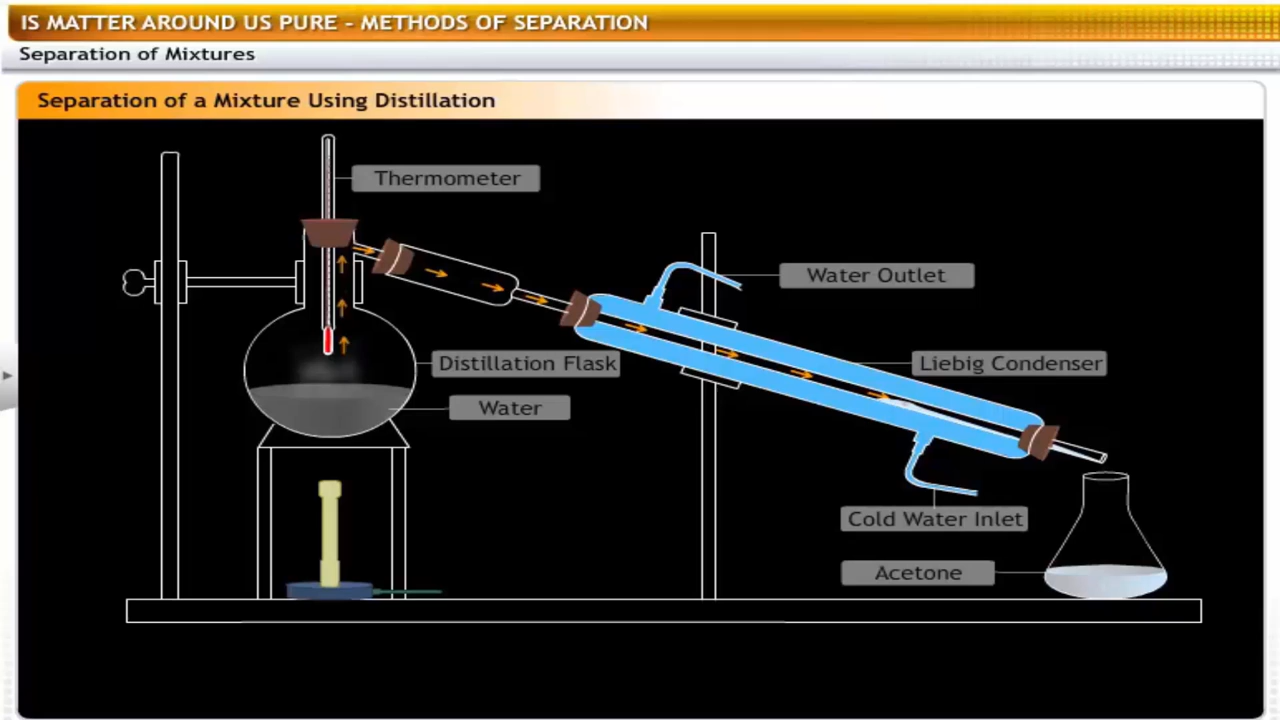 IS MATTER AROUND US PURE - METHODS OF SEPARATION
Separation of Mixtures
Separation of a Mixture Using Distillation
Thermometer
Water Outlet
Distillation Flask
Liebig Condenser
Water
Cold Water Inlet
Acetone